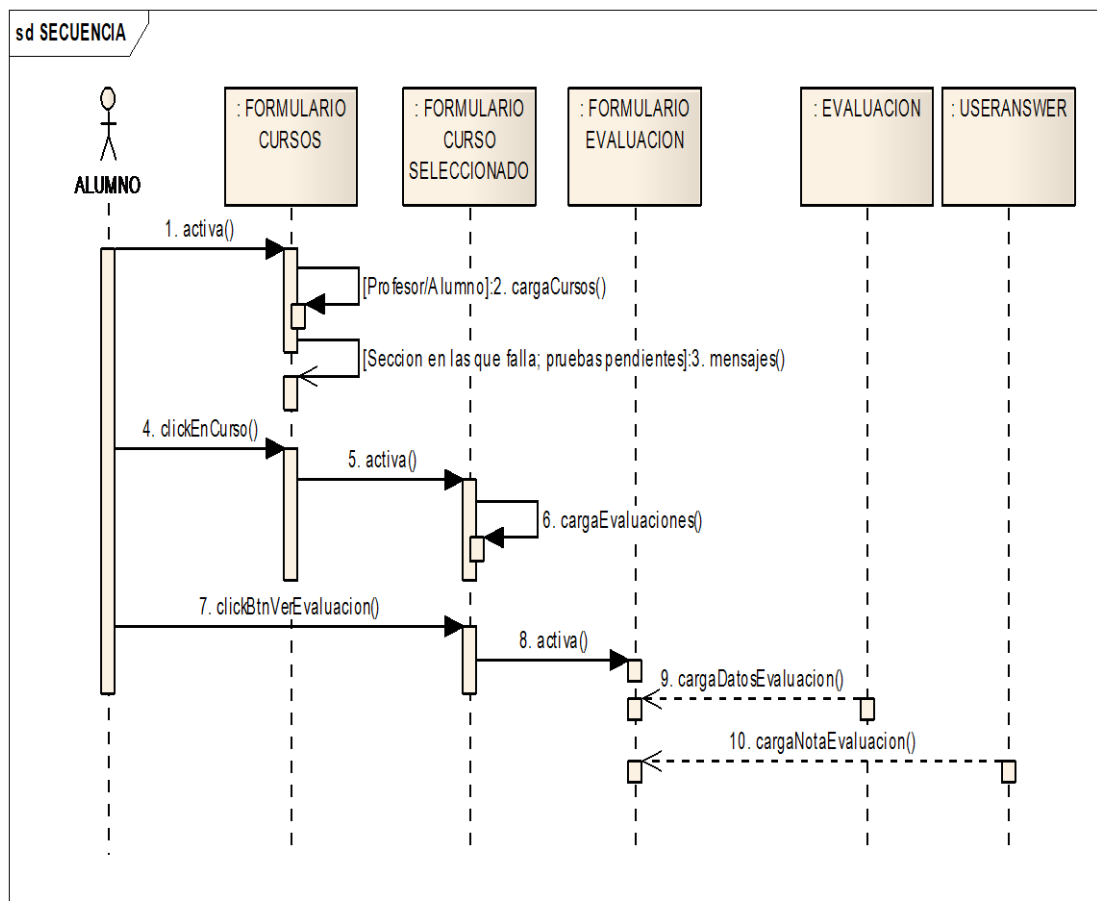 sd SECUENCIA
ALUMNO
: FORMULARIO
CURSOS
: FORMULARIO
CURSO
SELECCIONADO
: FORMULARIO
EVALUACION
: EVALUACION
: USERANSWER
1. activa()
[Profesor/Alumno]:2. cargaCursos()
[Seccion en las que falla; pruebas pendientes]:3. mensajes()
4. clickEnCurso()
5. activa()
6. cargaEvaluaciones()
7. clickBtnVerEvaluacion()
8. activa()
9. cargaDatosEvaluacion()
10. cargaNotaEvaluacion()